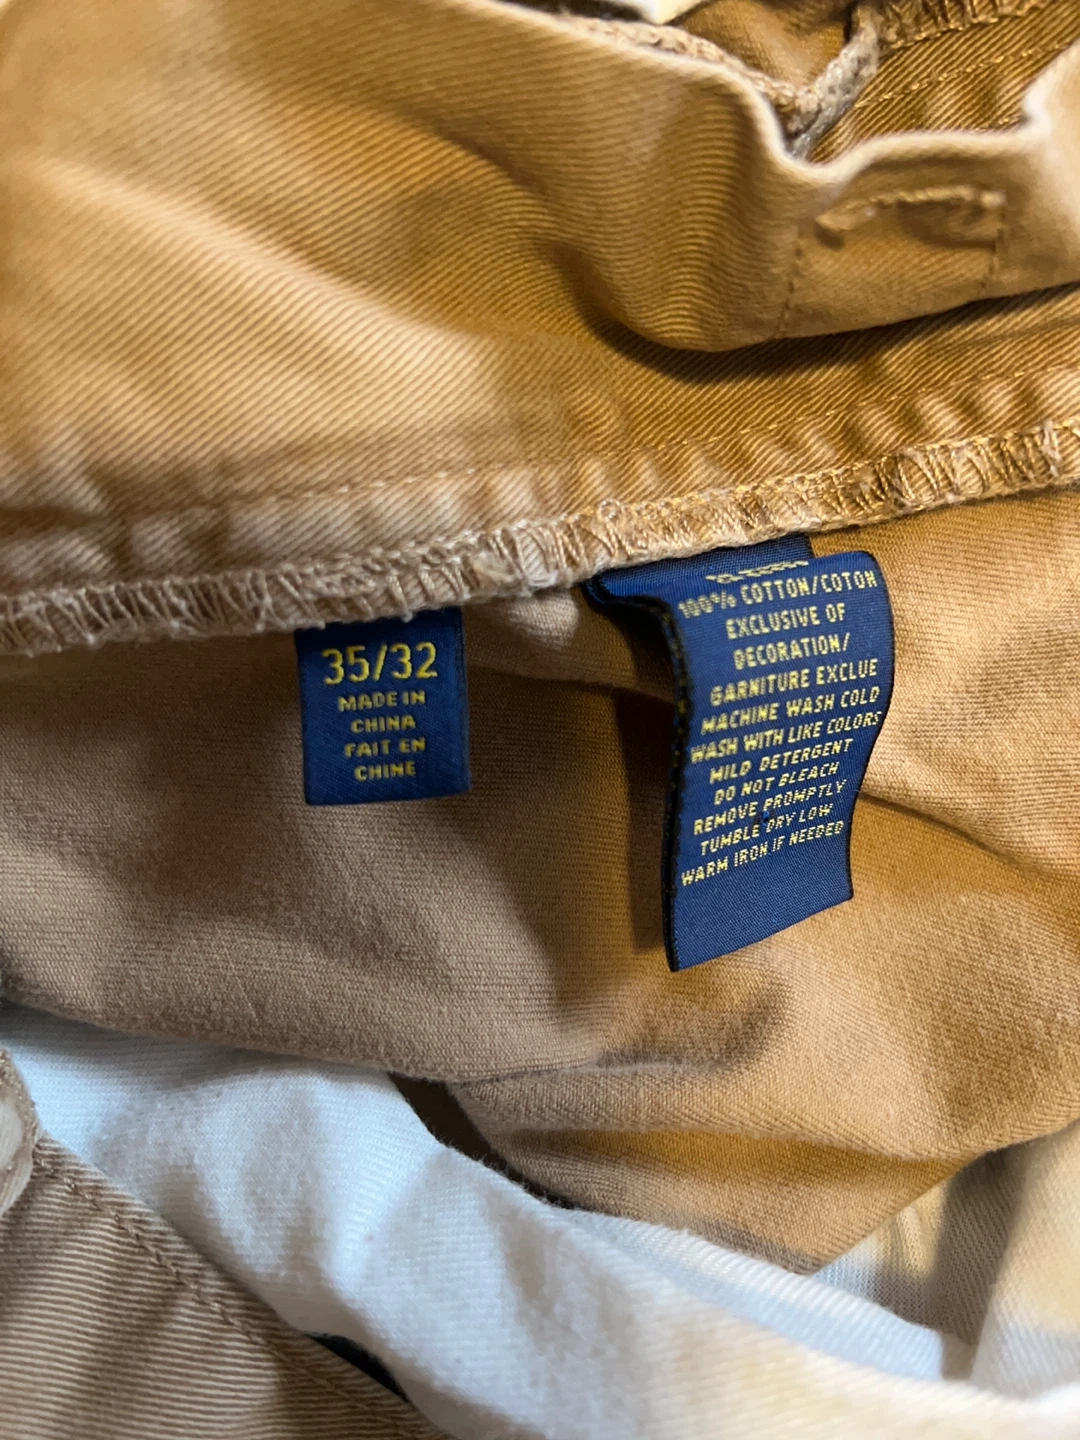 35/32
MADE IN
CHINA
FAIT EN
CHINE
100% COTTON/COTON
EXCLUSIVE OF
DECORATION/
GARNITURE EXCLUE
MACHINE WASH COLD
WASH WITH LIKE COLORS
MILD DETERGENT
DO NOT BLEACH
REMOVE PROMPTLY
TUMBLE DRY LOW
WARM IRON IF NEEDED